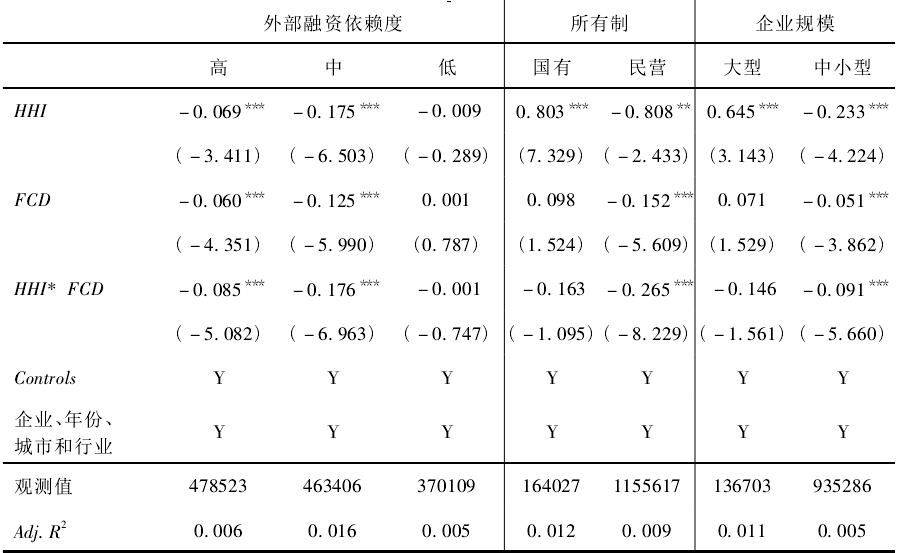 外部融资依赖度 所有制 企业规模
高 中 低 国有 民营 大型 中小型
HHI -0.069*** -0.175*** -0.009 0.803*** -0.808** 0.645*** -0.233***
(-3.411) (-6.503) (-0.289) (7.329) (-2.433) (3.143) (-4.224)
FCD -0.060*** -0.125*** 0.001 0.098 -0.152*** 0.071 -0.051***
(-4.351) (-5.990) (0.787) (1.524) (-5.609) (1.529) (-3.862)
HHI* FCD -0.085*** -0.176*** -0.001 -0.163 -0.265*** -0.146 -0.091***
(-5.082) (-6.963) (-0.747) (-1.095) (-8.229) (-1.561) (-5.660)
Controls Y Y Y Y Y Y Y
企业、年份、
城市和行业 Y Y Y Y Y Y Y
观测值 478523 463406 370109 164027 1155617 136703 935286
Adj. R² 0.006 0.016 0.005 0.012 0.009 0.011 0.005